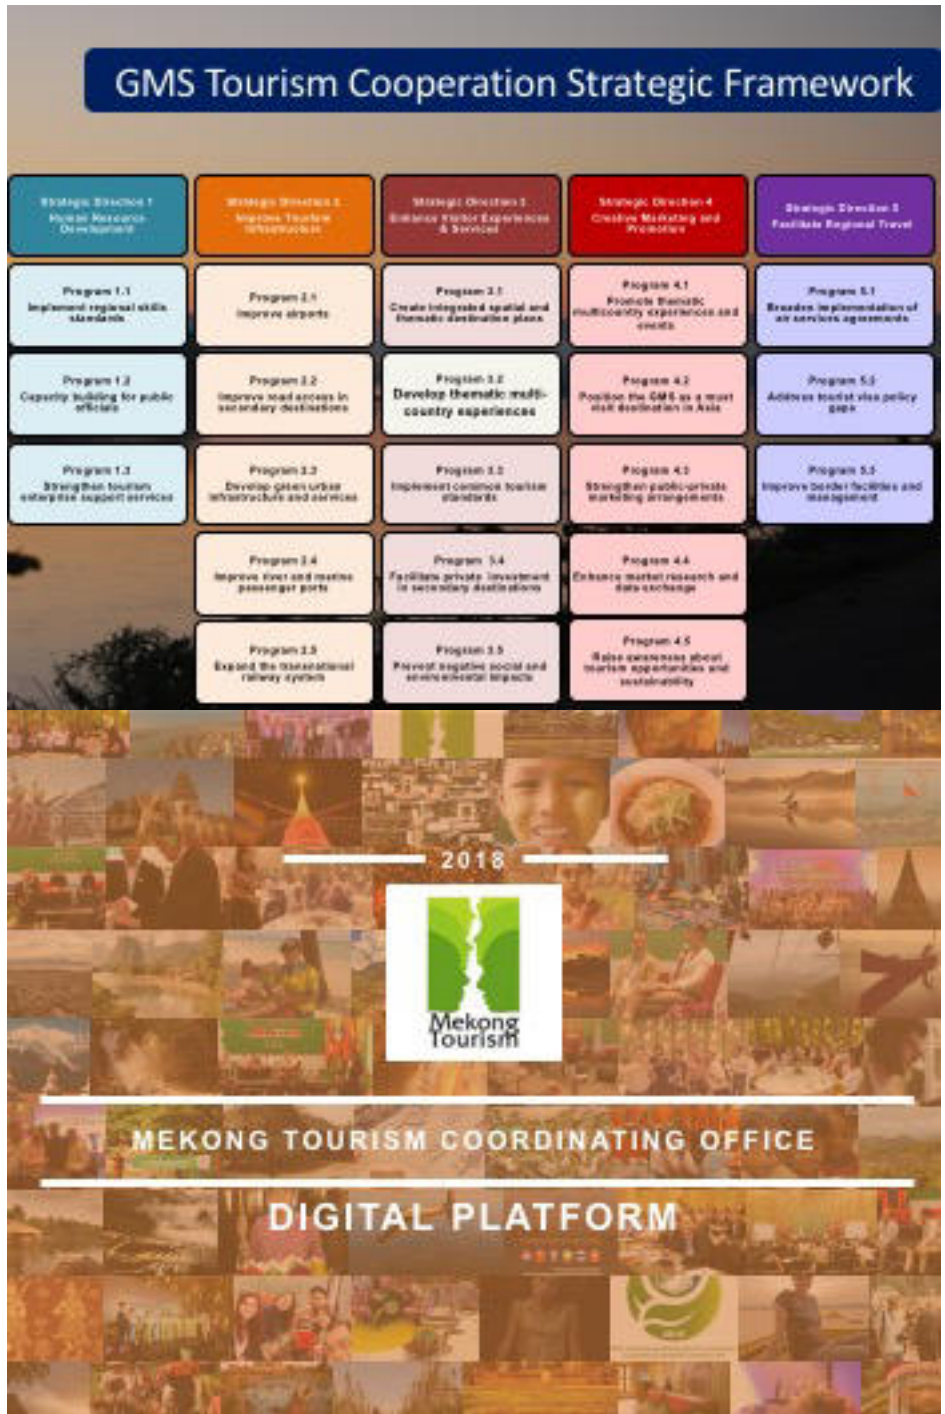 GMS Tourism Cooperation Strategic Framework
Strategic Direction 1
Human Resource
Development
Strategic Direction 2
Improve Tourism
Infrastructure
Strategic Direction 3
Enhance Visitor Experiences
& Services
Strategic Direction 4
Creative Marketing and
Promotion
Strategic Direction 5
Facilitate Regional Travel
Program 1.1
Implement regional skills
standards
Program 2.1
Improve airports
Program 3.1
Create integrated spatial and
thematic destination plans
Program 4.1
Promote thematic
multicountry experiences and
events
Program 5.1
Broaden implementation of
air services agreements
Program 1.2
Capacity building for public
officials
Program 2.2
Improve road access in
secondary destinations
Program 3.2
Develop thematic multi-
country experiences
Program 4.2
Position the GMS as a must
visit destination in Asia
Program 5.2
Address tourist visa policy
gaps
Program 1.3
Strengthen tourism
enterprise support services
Program 2.3
Develop green urban
infrastructure and services
Program 3.3
Implement common tourism
standards
Program 4.3
Strengthen public-private
marketing arrangements
Program 5.3
Improve border facilities and
management
Program 2.4
Improve river and marine
passenger ports
Program 3.4
Facilitate private investment
in secondary destinations
Program 4.4
Enhance market research and
data exchange
Program 2.5
Expand the transnational
railway system
Program 3.5
Prevent negative social and
environmental impacts
Program 4.5
Raise awareness about
tourism opportunities and
sustainability
2018
Mekong
Tourism
MEKONG TOURISM COORDINATING OFFICE
DIGITAL PLATFORM